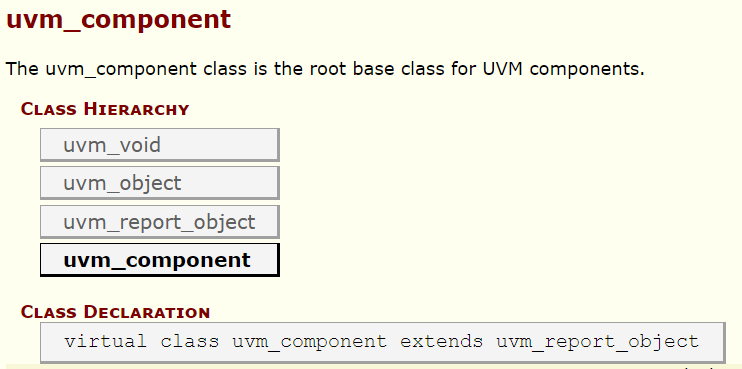 uvm_component
The uvm_component class is the root base class for UVM components.
CLASS HIERARCHY
uvm_void
uvm_object
uvm_report_object
uvm_component
CLASS DECLARATION
virtual class uvm_component extends uvm_report_object